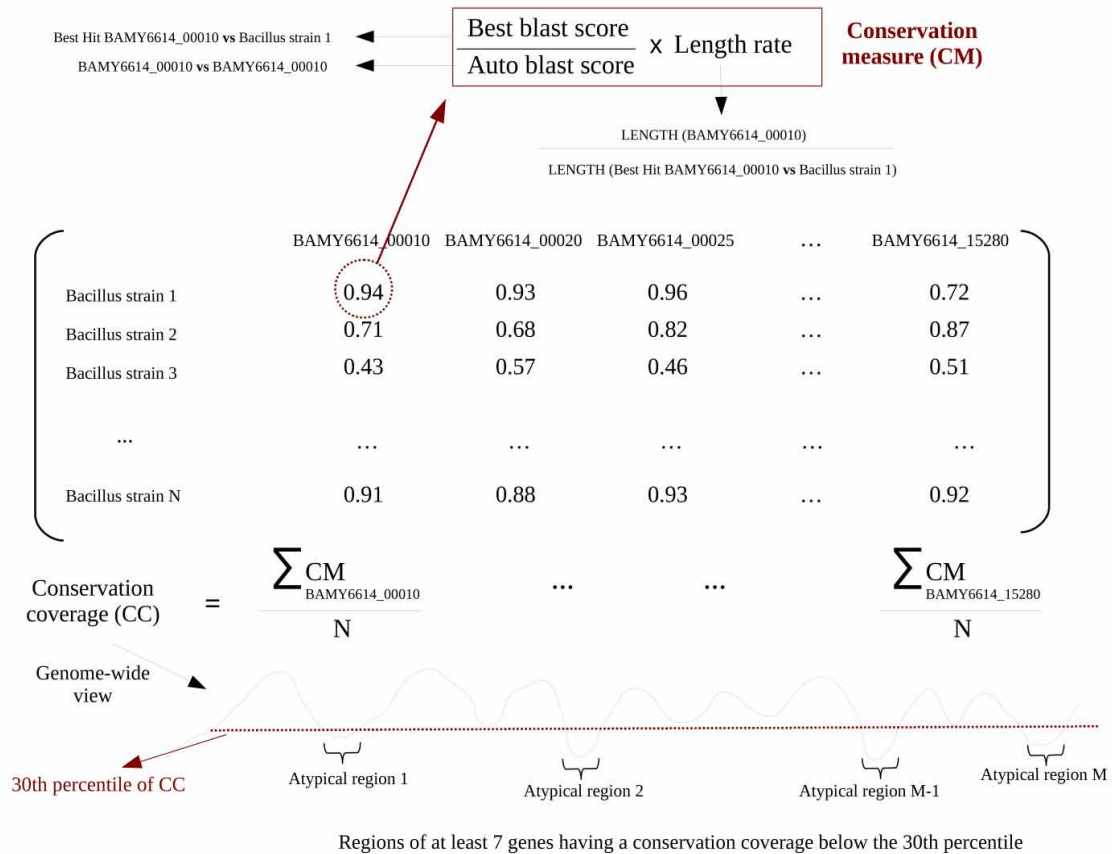 Best Hit BAMY6614_00010 vs Bacillus strain 1
BAMY6614_00010 vs BAMY6614_00010
Best blast score
Auto blast score
x Length rate
Conservation
measure (CM)
LENGTH (BAMY6614_00010)
LENGTH (Best Hit BAMY6614_00010 vs Bacillus strain 1)
BAMY6614_00010 BAMY6614_00020 BAMY6614_00025 … BAMY6614_15280
Bacillus strain 1 0.94 0.93 0.96 … 0.72
Bacillus strain 2 0.71 0.68 0.82 … 0.87
Bacillus strain 3 0.43 0.57 0.46 … 0.51
... … … … … …
Bacillus strain N 0.91 0.88 0.93 … 0.92
Conservation
coverage (CC)
=
∑ CM
BAMY6614_00010
N
... ...
∑ CM
BAMY6614_15280
N
Genome-wide
view
30th percentile of CC
Atypical region 1
Atypical region 2
Atypical region M-1
Atypical region M
Regions of at least 7 genes having a conservation coverage below the 30th percentile